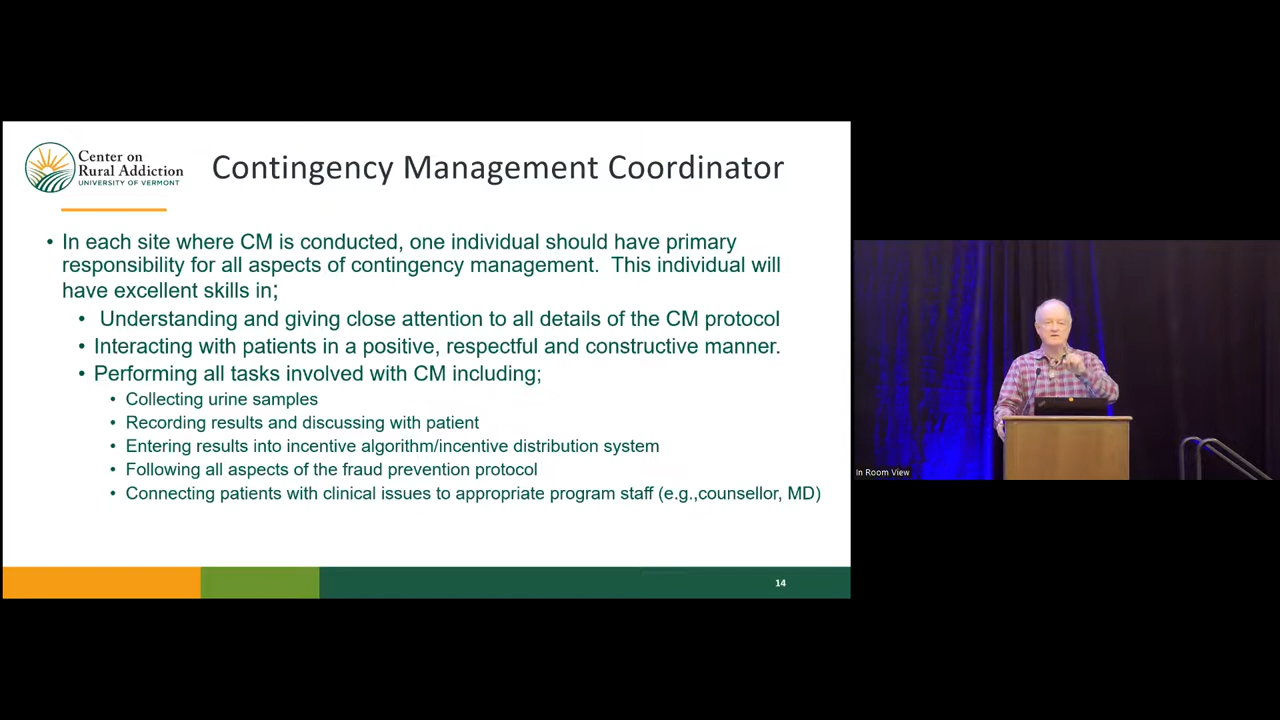 Center on
Rural Addiction
UNIVERSITY OF VERMONT
Contingency Management Coordinator
• In each site where CM is conducted, one individual should have primary
responsibility for all aspects of contingency management.  This individual will
have excellent skills in;
• Understanding and giving close attention to all details of the CM protocol
• Interacting with patients in a positive, respectful and constructive manner.
• Performing all tasks involved with CM including;
• Collecting urine samples
• Recording results and discussing with patient
• Entering results into incentive algorithm/incentive distribution system
• Following all aspects of the fraud prevention protocol
• Connecting patients with clinical issues to appropriate program staff (e.g.,counsellor, MD)
14
In Room View